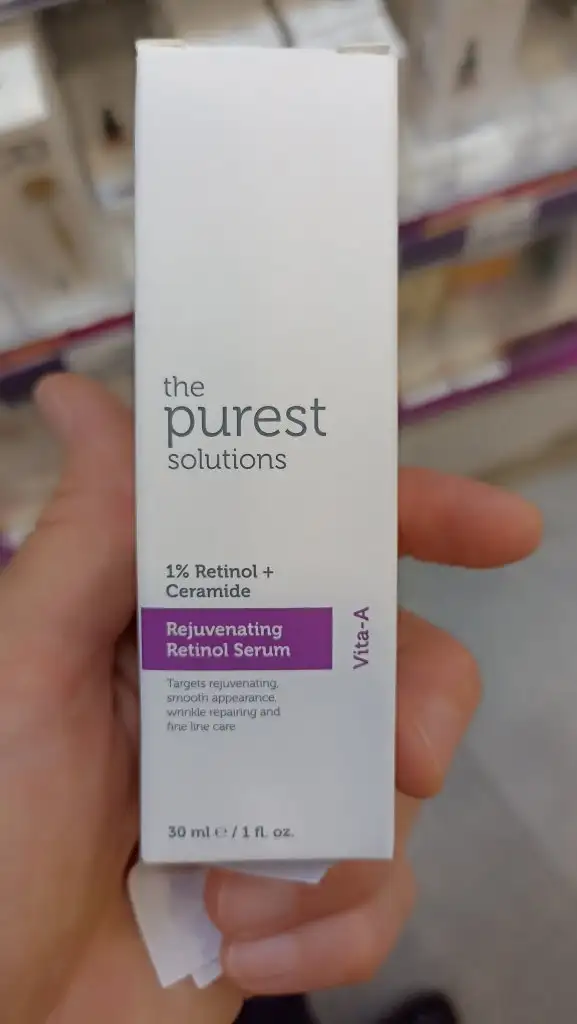 the
purest
solutions
1% Retinol +
Ceramide
Rejuvenating
Retinol Serum
Vita-A
Targets rejuvenating,
smooth appearance,
wrinkle repairing and
fine line care
30 ml ℮ / 1 fl. oz.